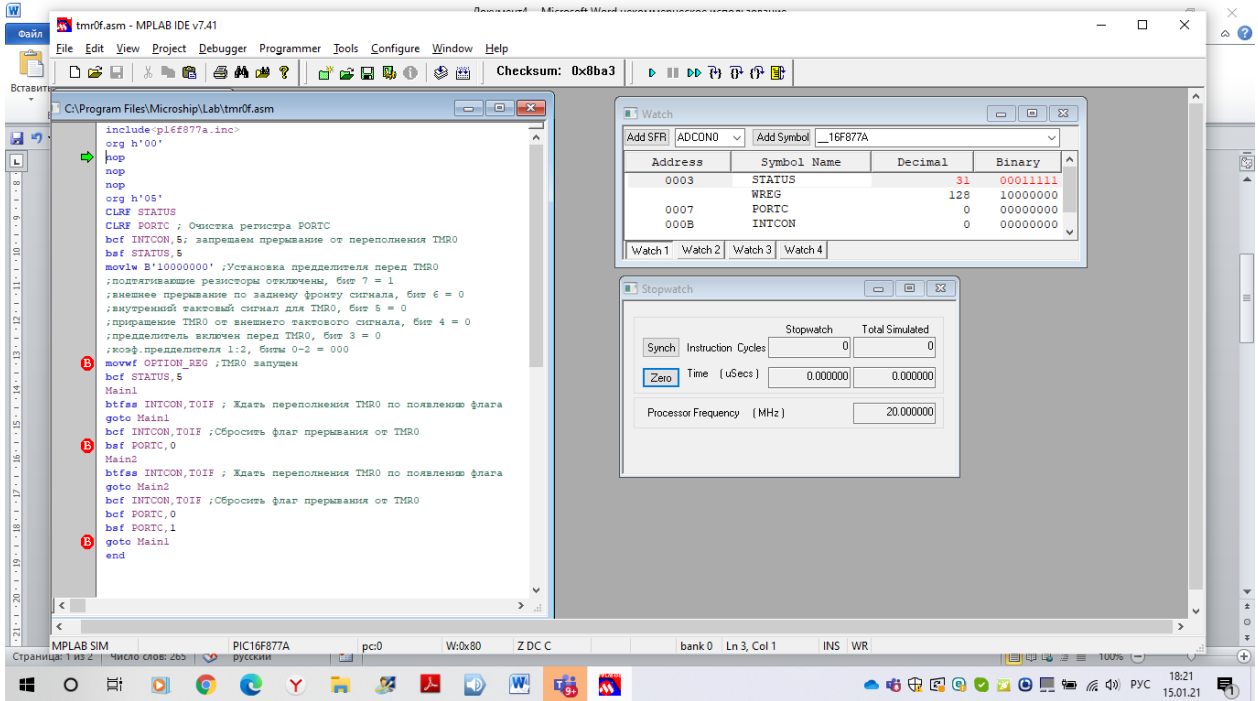 Документ4 - Microsoft Word некоммерческое использование
Файл
Вставить
tmr0f.asm - MPLAB IDE v7.41
File Edit View Project Debugger Programmer Tools Configure Window Help
Checksum: 0x8ba3
C:\Program Files\Microship\Lab\tmr0f.asm
include<p16f877a.inc>
org h'00'
nop
nop
nop
org h'05'
CLRF STATUS
CLRF PORTC ; Очистка регистра PORTC
bcf INTCON,5; запрещаем прерывание от переполнения TMR0
bsf STATUS,5
movlw B'10000000' ;Установка предделителя перед TMR0
;подтягивающие резисторы отключены, бит 7 = 1
;внешнее прерывание по заднему фронту сигнала, бит 6 = 0
;внутренний тактовый сигнал для TMR0, бит 5 = 0
;приращение TMR0 от внешнего тактового сигнала, бит 4 = 0
;предделитель включен перед TMR0, бит 3 = 0
;коэф.предделителя 1:2, биты 0-2 = 000
B movwf OPTION_REG ;TMR0 запущен
bcf STATUS,5
Main1
btfss INTCON,T0IF ; Ждать переполнения TMR0 по появлению флага
goto Main1
bcf INTCON,T0IF ;Сбросить флаг прерывания от TMR0
B bsf PORTC,0
Main2
btfss INTCON,T0IF ; Ждать переполнения TMR0 по появлению флага
goto Main2
bcf INTCON,T0IF ;Сбросить флаг прерывания от TMR0
bcf PORTC,0
bsf PORTC,1
B goto Main1
end
Watch
Add SFR ADCON0 Add Symbol __16F877A
Address Symbol Name Decimal Binary
0003 STATUS 31 00011111
WREG 128 10000000
0007 PORTC 0 00000000
000B INTCON 0 00000000
Watch 1 Watch 2 Watch 3 Watch 4
Stopwatch
Stopwatch Total Simulated
Synch Instruction Cycles 0 0
Zero Time (uSecs) 0.000000 0.000000
Processor Frequency (MHz) 20.000000
MPLAB SIM PIC16F877A pc:0 W:0x80 Z DC C bank 0 Ln 3, Col 1 INS WR
Страница: 1 из 2 Число слов: 265 русский 100%
9+
РУС
18:21
15.01.21
1